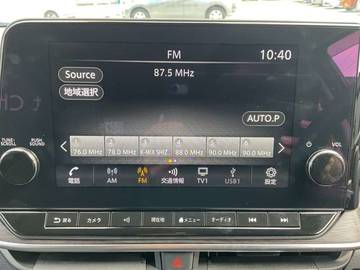 FM
10:40
Source
87.5 MHz
地域選択
AUTO.P
TUNE/
SCROLL
PUSH
SOUND
VOL
76.0 MHz
78.0 MHz
K-MIX SHIZ...
88.0 MHz
90.0 MHz
90.0 MHz
電話
AM
FM
交通情報
TV1
USB1
設定
戻る
カメラ
現在地
メニュー
オーディオ